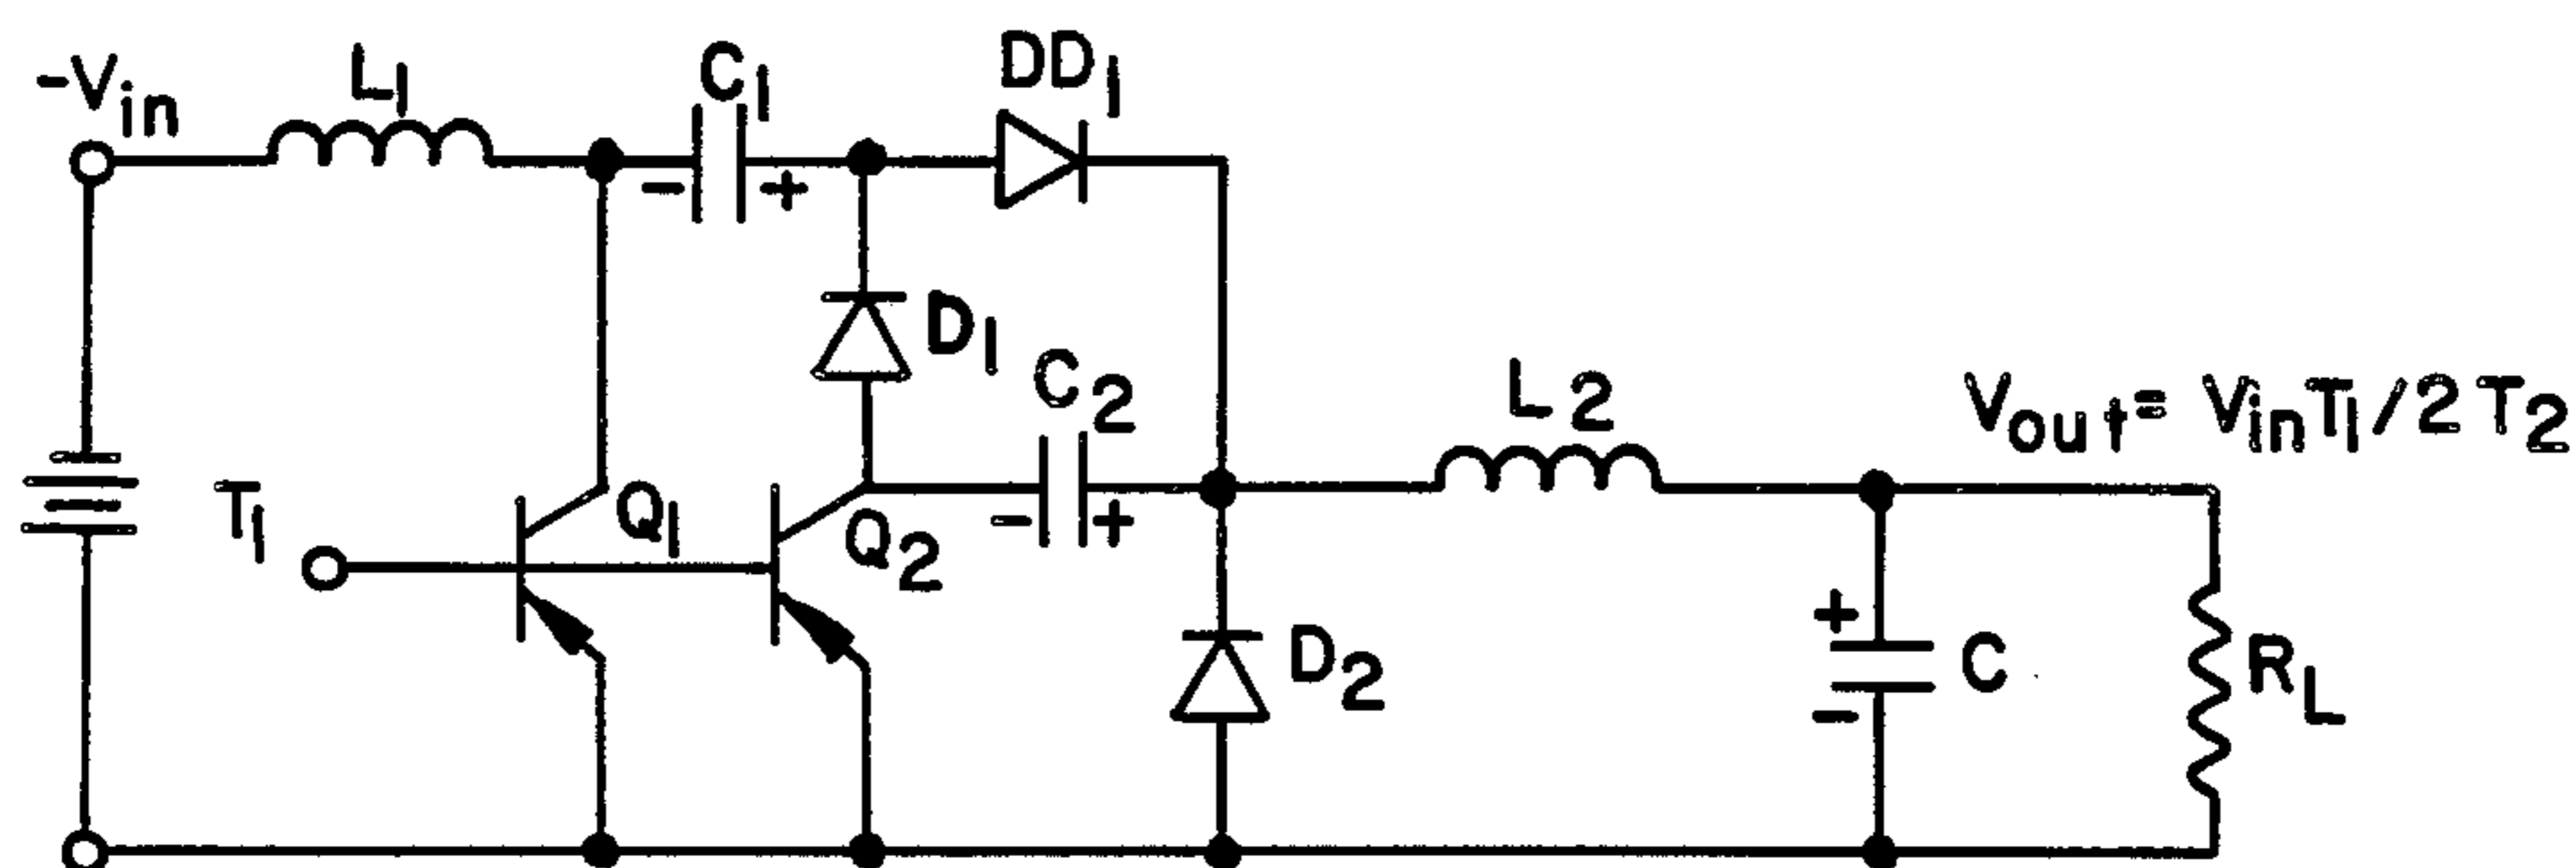 -Vin
L1
C1
DD1
- +
D1
C2
- +
L2
Vout= VinT1/2T2
T1
Q1
Q2
D2
+
-
C
RL